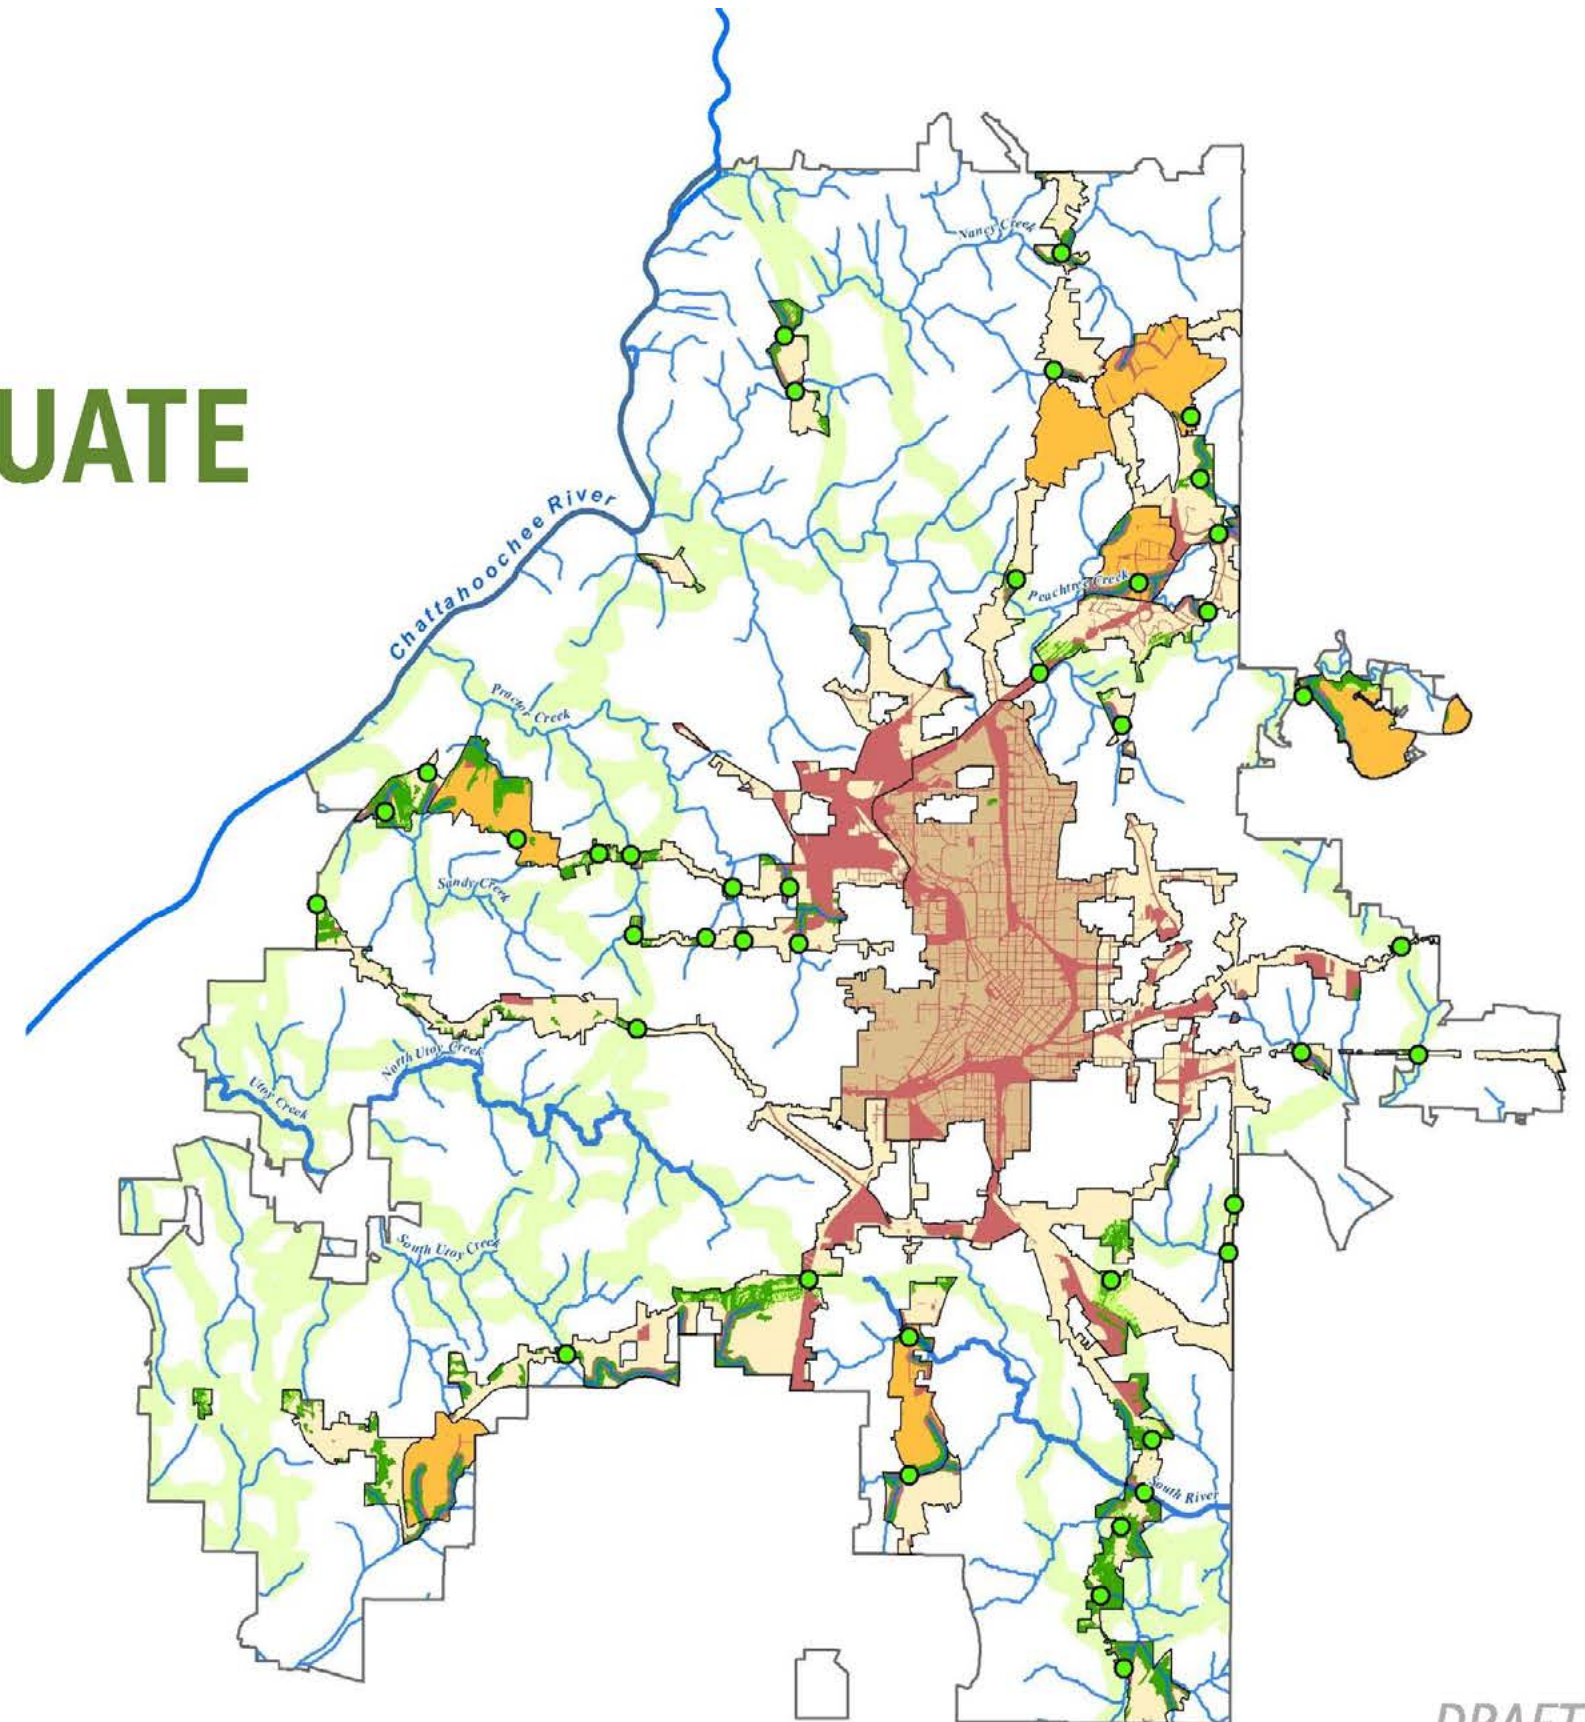 Nancy Creek
UATE
Chattahoochee River
Peachtree Creek
Proctor Creek
Sandy Creek
North Utoy Creek
Utoy Creek
South Utoy Creek
South River
DRAFT